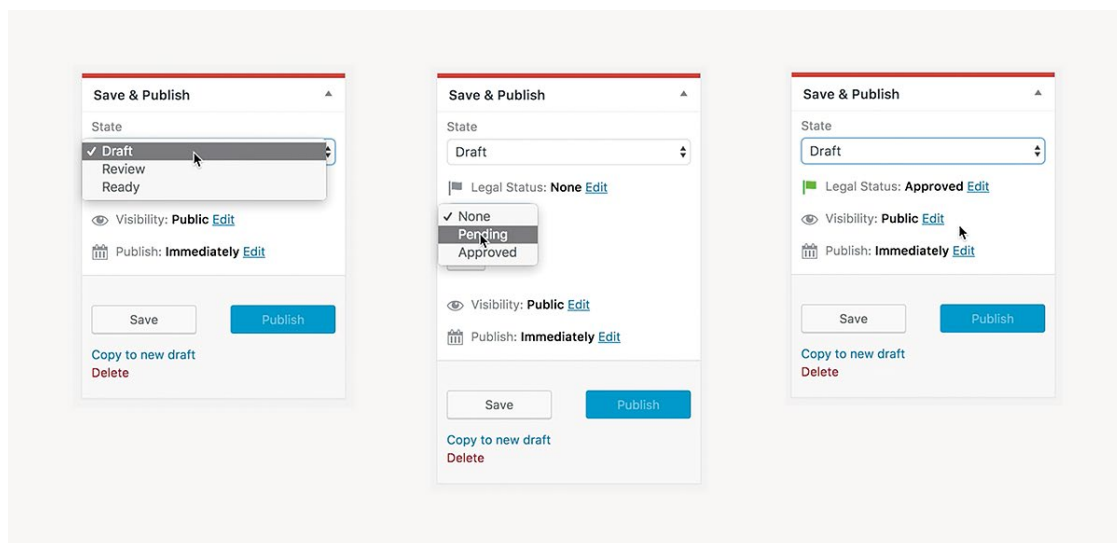 Save & Publish
State
✓ Draft
Review
Ready
Visibility: Public Edit
Publish: Immediately Edit
Save
Publish
Copy to new draft
Delete
Save & Publish
State
Draft
Legal Status: None Edit
✓ None
Pending
Approved
Visibility: Public Edit
Publish: Immediately Edit
Save
Publish
Copy to new draft
Delete
Save & Publish
State
Draft
Legal Status: Approved Edit
Visibility: Public Edit
Publish: Immediately Edit
Save
Publish
Copy to new draft
Delete